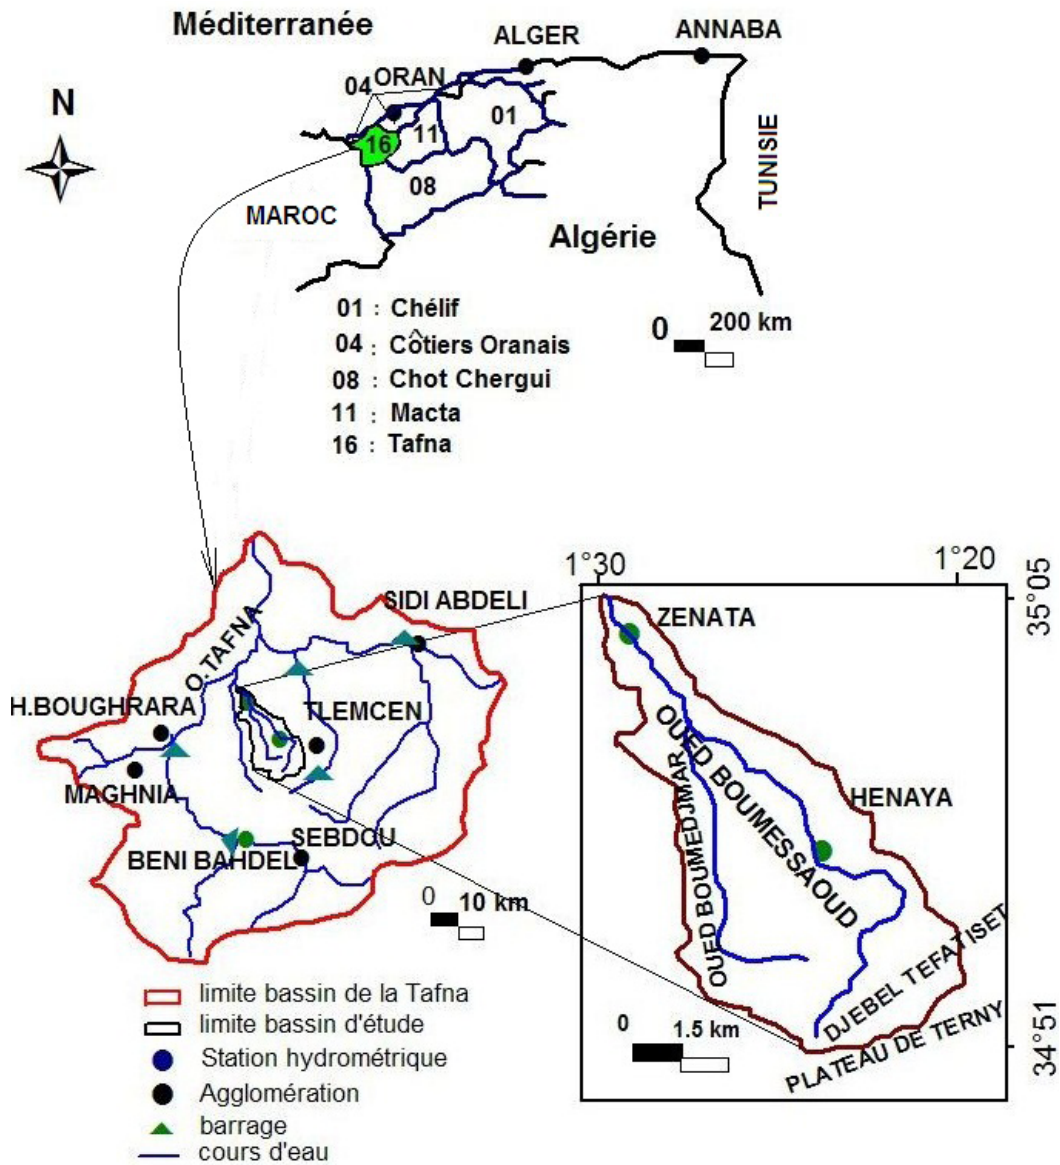 Méditerranée
ALGER
ANNABA
04
ORAN
N
01
11
16
08
TUNISIE
MAROC
Algérie
01 : Chélif
04 : Côtiers Oranais
08 : Chot Chergui
11 : Macta
16 : Tafna
0 200 km
1°30
1°20
35°05
SIDI ABDELI
ZENATA
O.TAFNA
H.BOUGHRARA
TLEMCEN
OUED BOUMESSAOUD
OUED BOUMEDJMAR
HENAYA
MAGHNIA
SEBDOU
BENI BAHDEL
0 10 km
DJEBEL TEFATISET
PLATEAU DE TERNY
34°51
0 1.5 km
limite bassin de la Tafna
limite bassin d'étude
Station hydrométrique
Agglomération
barrage
cours d'eau